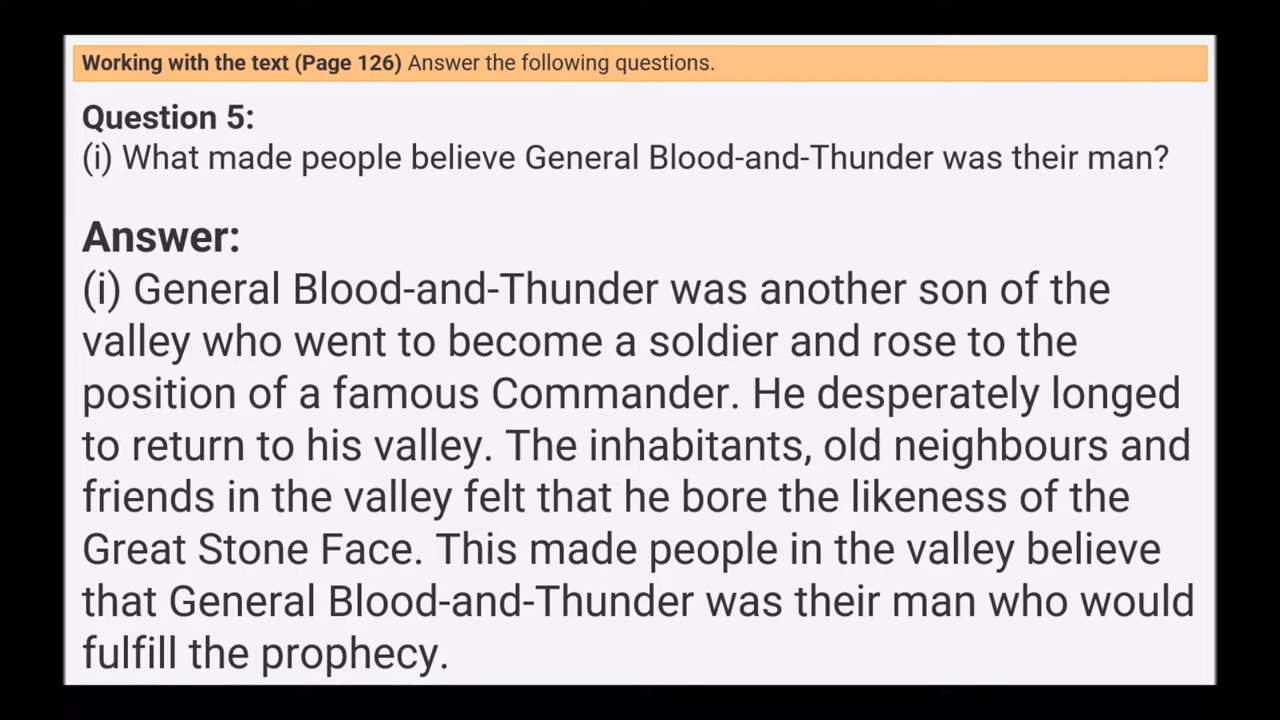 Working with the text (Page 126) Answer the following questions.
Question 5:
(i) What made people believe General Blood-and-Thunder was their man?
Answer:
(i) General Blood-and-Thunder was another son of the
valley who went to become a soldier and rose to the
position of a famous Commander. He desperately longed
to return to his valley. The inhabitants, old neighbours and
friends in the valley felt that he bore the likeness of the
Great Stone Face. This made people in the valley believe
that General Blood-and-Thunder was their man who would
fulfill the prophecy.